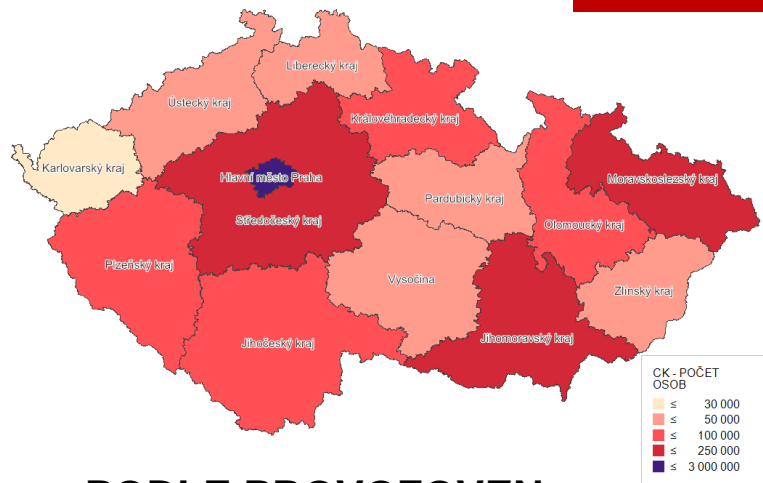 Liberecký kraj
Ústecký kraj
Královéhradecký kraj
Karlovarský kraj
Hlavní město Praha
Moravskoslezský kraj
Pardubický kraj
Středočeský kraj
Olomoucký kraj
Plzeňský kraj
Vysočina
Zlínský kraj
Jihočeský kraj
Jihomoravský kraj
CK - POČET
OSOB
≤ 30 000
≤ 50 000
≤ 100 000
≤ 250 000
≤ 3 000 000